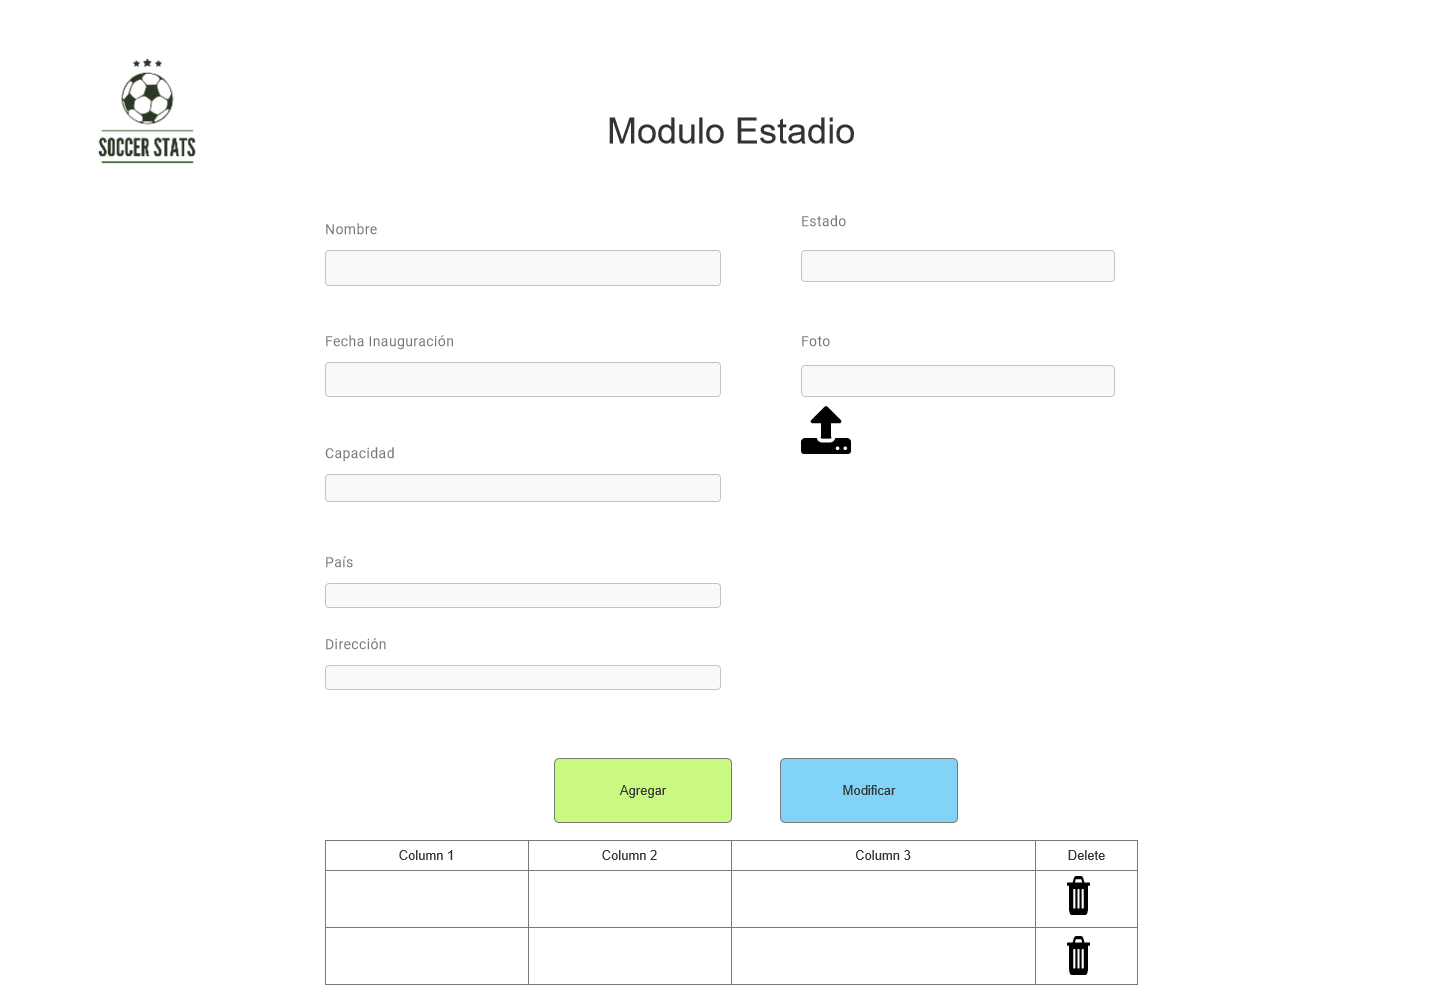 SOCCER STATS
Modulo Estadio
Nombre
Estado
Fecha Inauguración
Foto
Capacidad
País
Dirección
Agregar
Modificar
Column 1
Column 2
Column 3
Delete